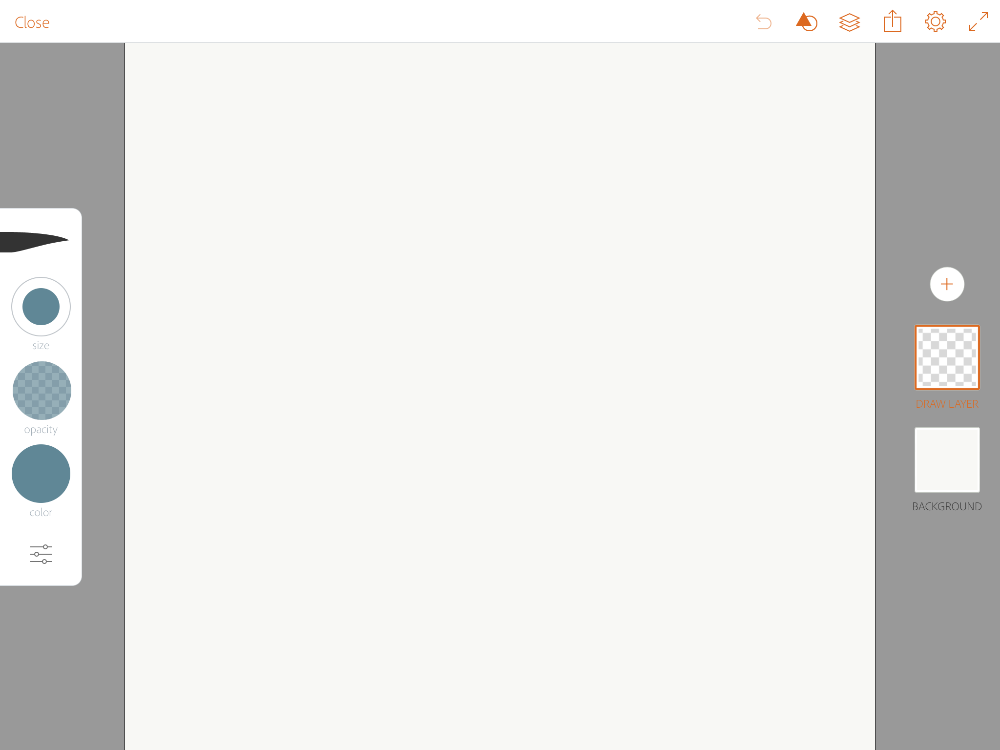 Close
size
opacity
color
DRAW LAYER
BACKGROUND